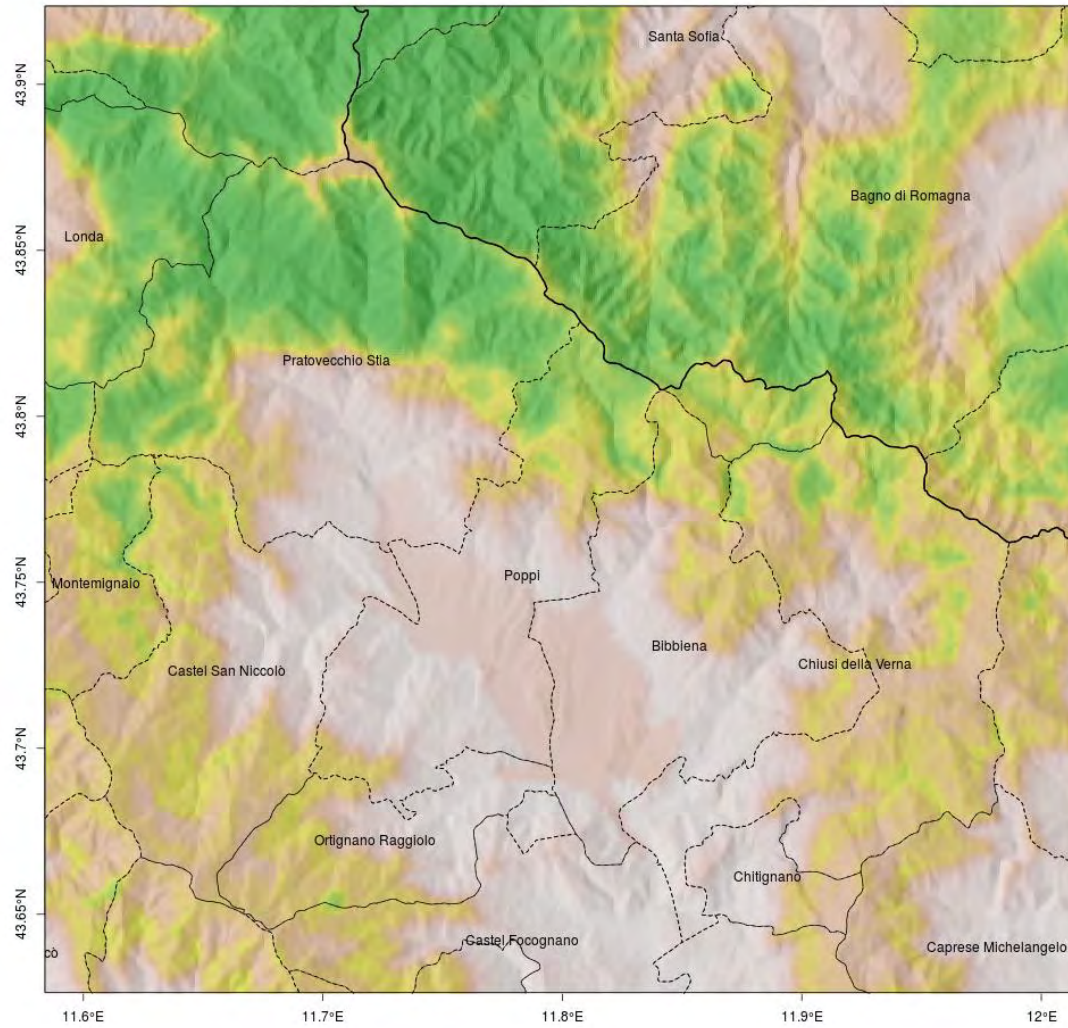 Santa Sofia
43.9°N
Bagno di Romagna
Londa
43.85°N
Pratovecchio Stia
43.8°N
Poppi
Montemignaio
43.75°N
Bibbiena
Chiusi della Verna
Castel San Niccolò
43.7°N
Ortignano Raggiolo
Chitignano
43.65°N
Castel Focognano
Caprese Michelangelo
cò
11.6°E 11.7°E 11.8°E 11.9°E 12°E